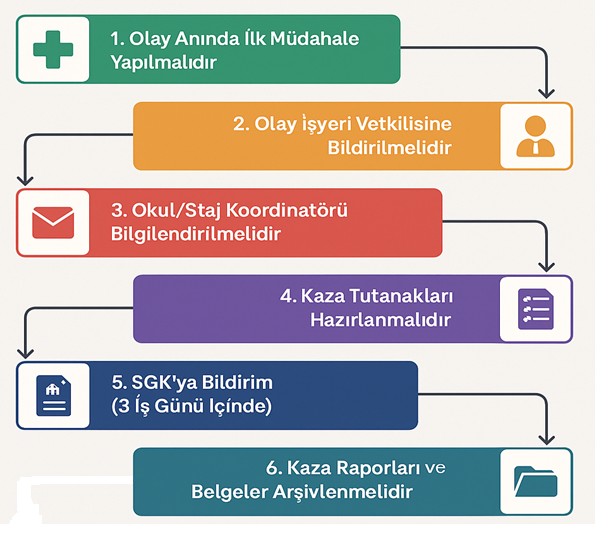 1. Olay Anında İlk Müdahale
Yapılmalıdır
2. Olay İşyeri Vetkilisine
Bildirilmelidir
3. Okul/Staj Koordinatörü
Bilgilendirilmelidir
4. Kaza Tutanakları
Hazırlanmalıdır
5. SGK'ya Bildirim
(3 İş Günü İçinde)
6. Kaza Raporları ve
Belgeler Arşivlenmelidir